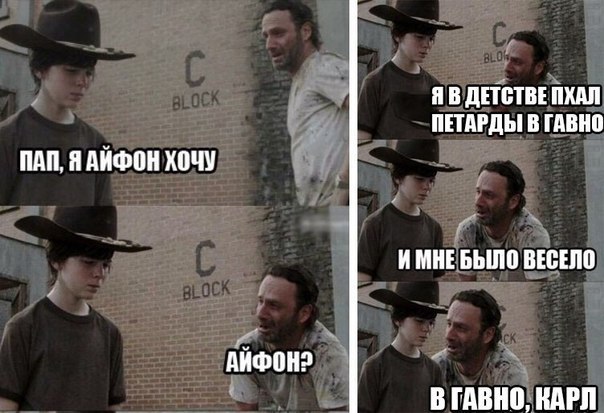 C
BLOCK
ПАП, Я АЙФОН ХОЧУ
C
BLOCK
АЙФОН?
C
Я В ДЕТСТВЕ ПХАЛ
ПЕТАРДЫ В ГАВНО
И МНЕ БЫЛО ВЕСЕЛО
В ГАВНО, КАРЛ